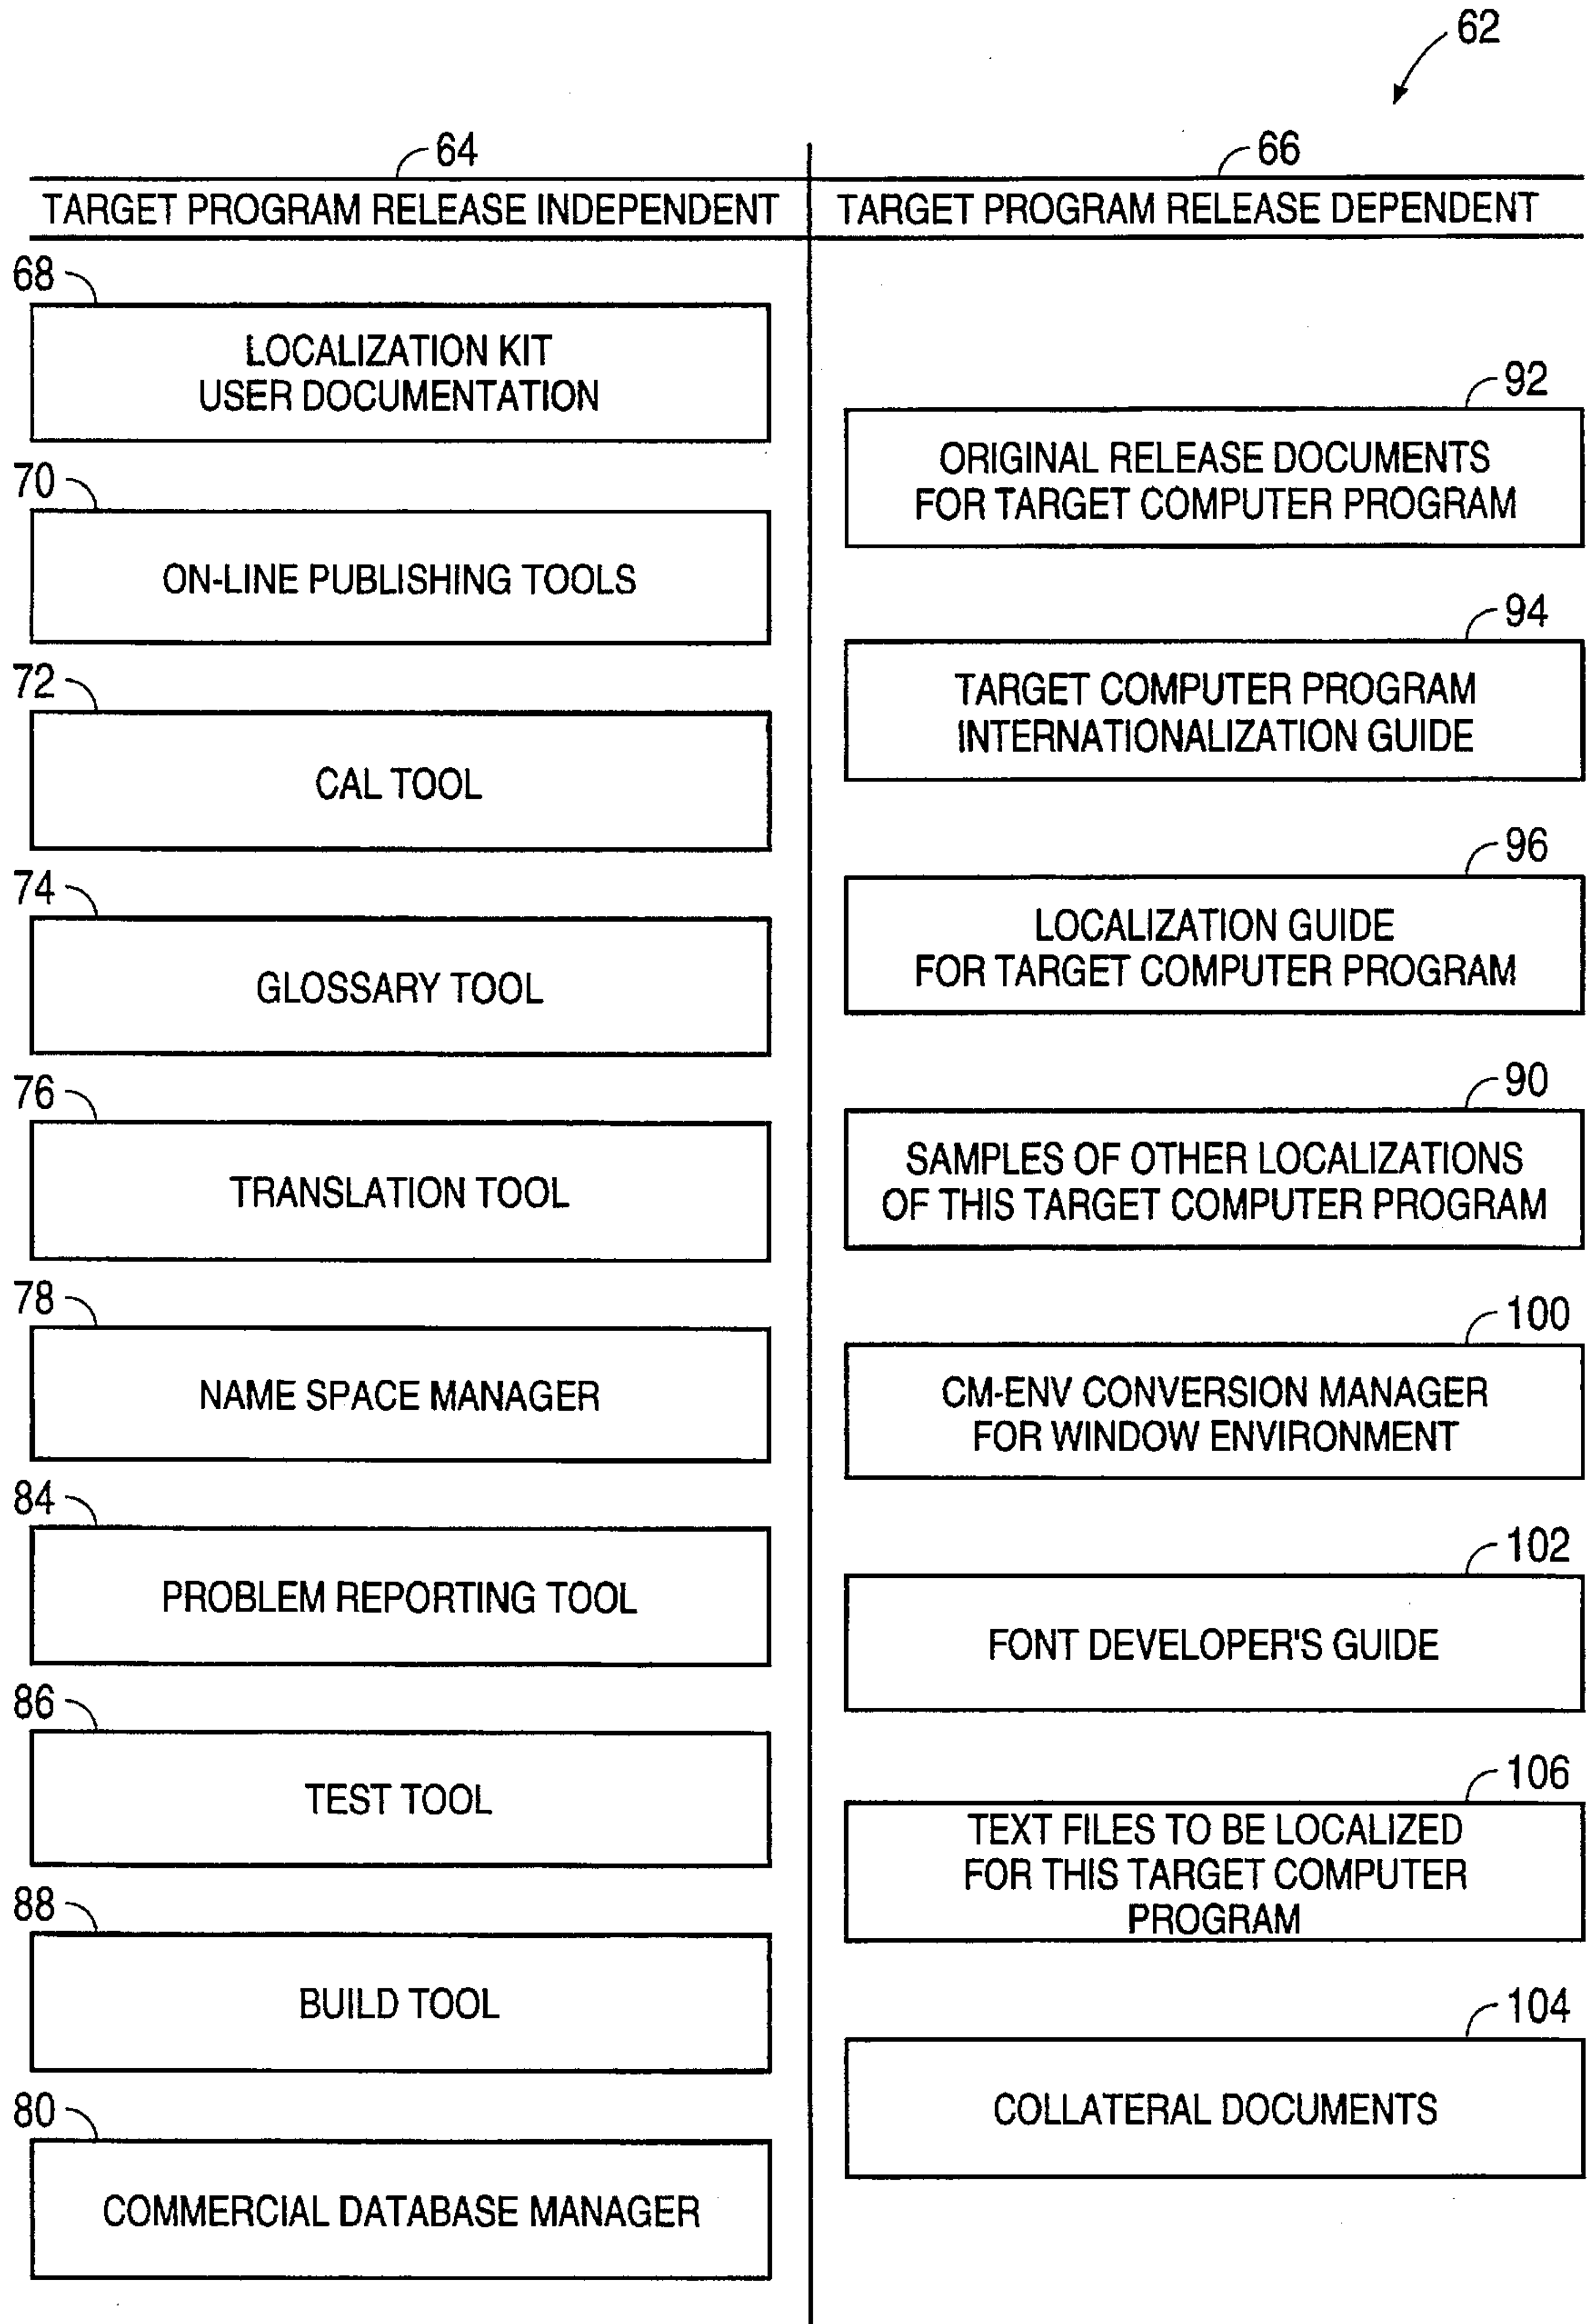 62
64
TARGET PROGRAM RELEASE INDEPENDENT
68
LOCALIZATION KIT
USER DOCUMENTATION
70
ON-LINE PUBLISHING TOOLS
72
CAL TOOL
74
GLOSSARY TOOL
76
TRANSLATION TOOL
78
NAME SPACE MANAGER
84
PROBLEM REPORTING TOOL
86
TEST TOOL
88
BUILD TOOL
80
COMMERCIAL DATABASE MANAGER
66
TARGET PROGRAM RELEASE DEPENDENT
92
ORIGINAL RELEASE DOCUMENTS
FOR TARGET COMPUTER PROGRAM
94
TARGET COMPUTER PROGRAM
INTERNATIONALIZATION GUIDE
96
LOCALIZATION GUIDE
FOR TARGET COMPUTER PROGRAM
90
SAMPLES OF OTHER LOCALIZATIONS
OF THIS TARGET COMPUTER PROGRAM
100
CM-ENV CONVERSION MANAGER
FOR WINDOW ENVIRONMENT
102
FONT DEVELOPER'S GUIDE
106
TEXT FILES TO BE LOCALIZED
FOR THIS TARGET COMPUTER
PROGRAM
104
COLLATERAL DOCUMENTS